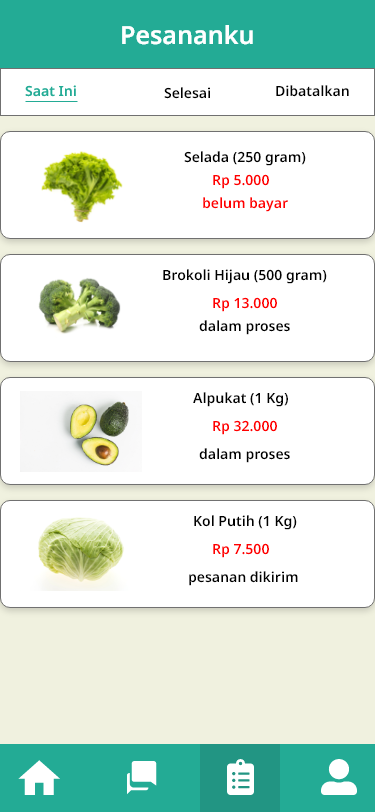 Pesananku
Saat Ini
Selesai
Dibatalkan
Selada (250 gram)
Rp 5.000
belum bayar
Brokoli Hijau (500 gram)
Rp 13.000
dalam proses
Alpukat (1 Kg)
Rp 32.000
dalam proses
Kol Putih (1 Kg)
Rp 7.500
pesanan dikirim